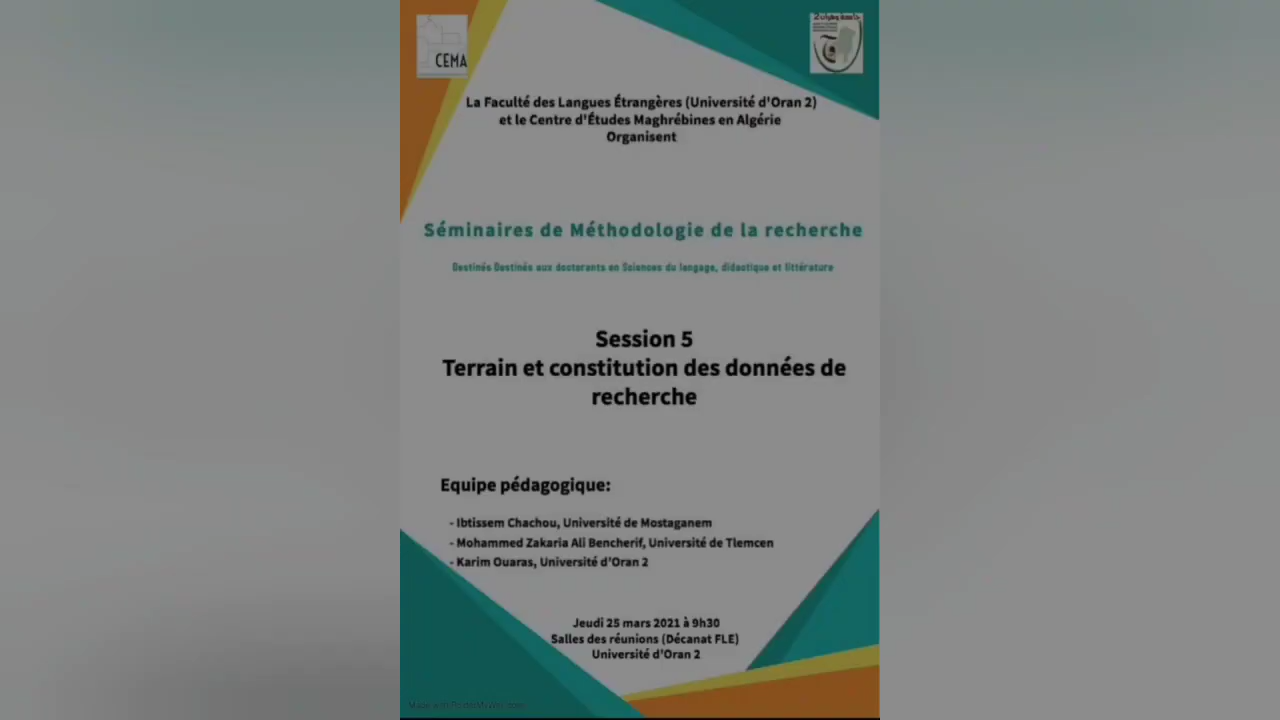 CEMA
La Faculté des Langues Étrangères (Université d'Oran 2)
et le Centre d'Études Maghrébines en Algérie
Organisent
Séminaires de Méthodologie de la recherche
Destinés Destinés aux doctorants en Sciences du langage, didactique et littérature
Session 5
Terrain et constitution des données de
recherche
Equipe pédagogique:
- Ibtissem Chachou, Université de Mostaganem
- Mohammed Zakaria Ali Bencherif, Université de Tlemcen
- Karim Ouaras, Université d'Oran 2
Jeudi 25 mars 2021 à 9h30
Salles des réunions (Décanat FLE)
Université d'Oran 2